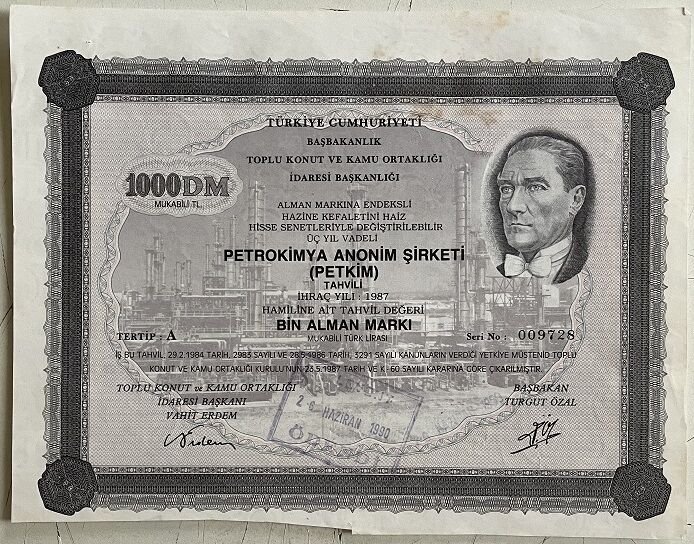 TÜRKİYE CUMHURİYETİ
BAŞBAKANLIK
TOPLU KONUT VE KAMU ORTAKLIĞI
İDARESİ BAŞKANLIĞI
1000DM
MUKABİLİ TL.
ALMAN MARKINA ENDEKSLİ
HAZİNE KEFALETİNİ HAİZ
HİSSE SENETLERİYLE DEĞİŞTİRİLEBİLİR
ÜÇ YIL VADELİ
PETROKİMYA ANONİM ŞİRKETİ
(PETKİM)
TAHVİLİ
İHRAÇ YILI : 1987
HAMİLİNE AİT TAHVİL DEĞERİ
BİN ALMAN MARKI
MUKABİLİ TÜRK LİRASI
TERTİP : A
Seri No : 009728
İŞ BU TAHVİL, 29.2.1984 TARİH, 2983 SAYILI VE 28.5.1986 TARİH, 3291 SAYILI KANUNLARIN VERDİĞİ YETKİYE MÜSTENİD TOPLU
KONUT VE KAMU ORTAKLIĞI KURULU'NUN 23.5.1987 TARİH VE K-60 SAYILI KARARINA GÖRE ÇIKARILMIŞTIR.
TOPLU KONUT ve KAMU ORTAKLIĞI
İDARESİ BAŞKANI
VAHİT ERDEM
BAŞBAKAN
TURGUT ÖZAL
26 HAZİRAN 1990